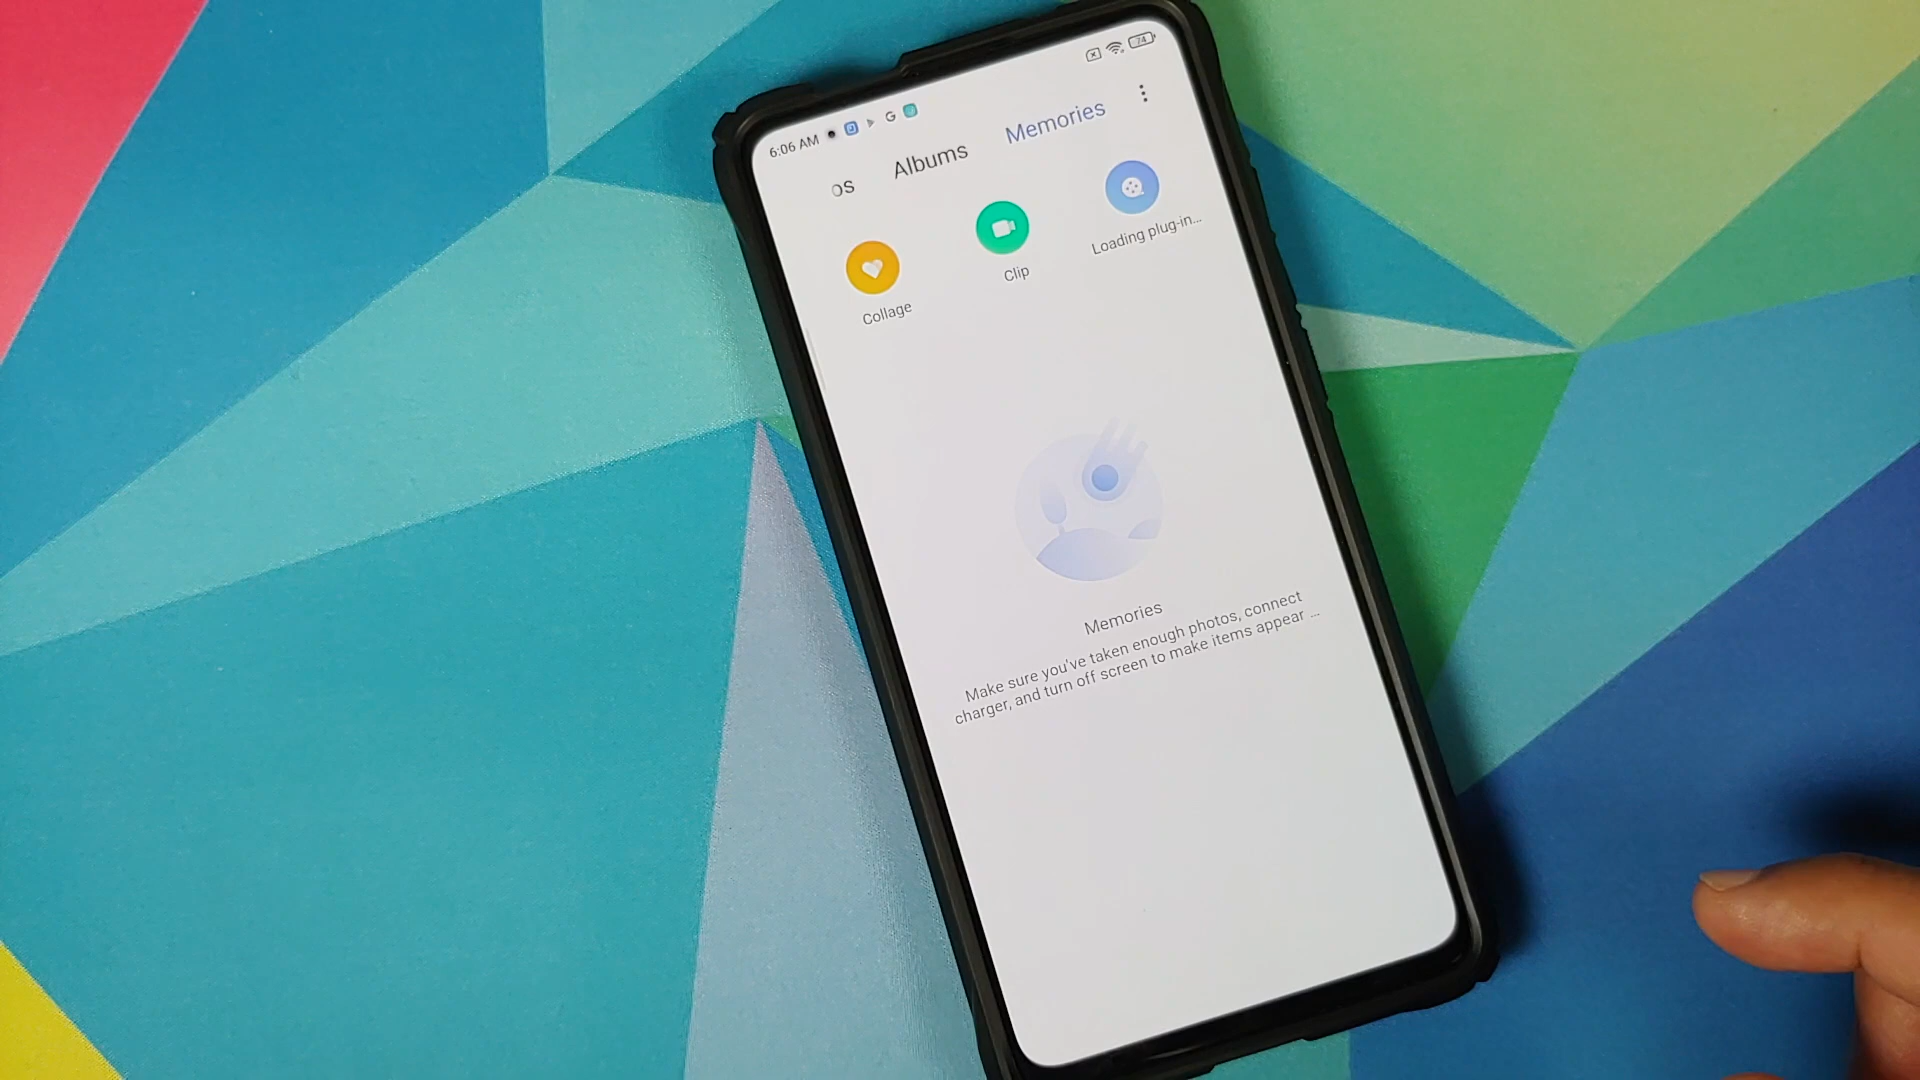 6:06 AM
G
74
os
Albums
Memories
Collage
Clip
Loading plug-in...
Memories
Make sure you've taken enough photos, connect
charger, and turn off screen to make items appear ...